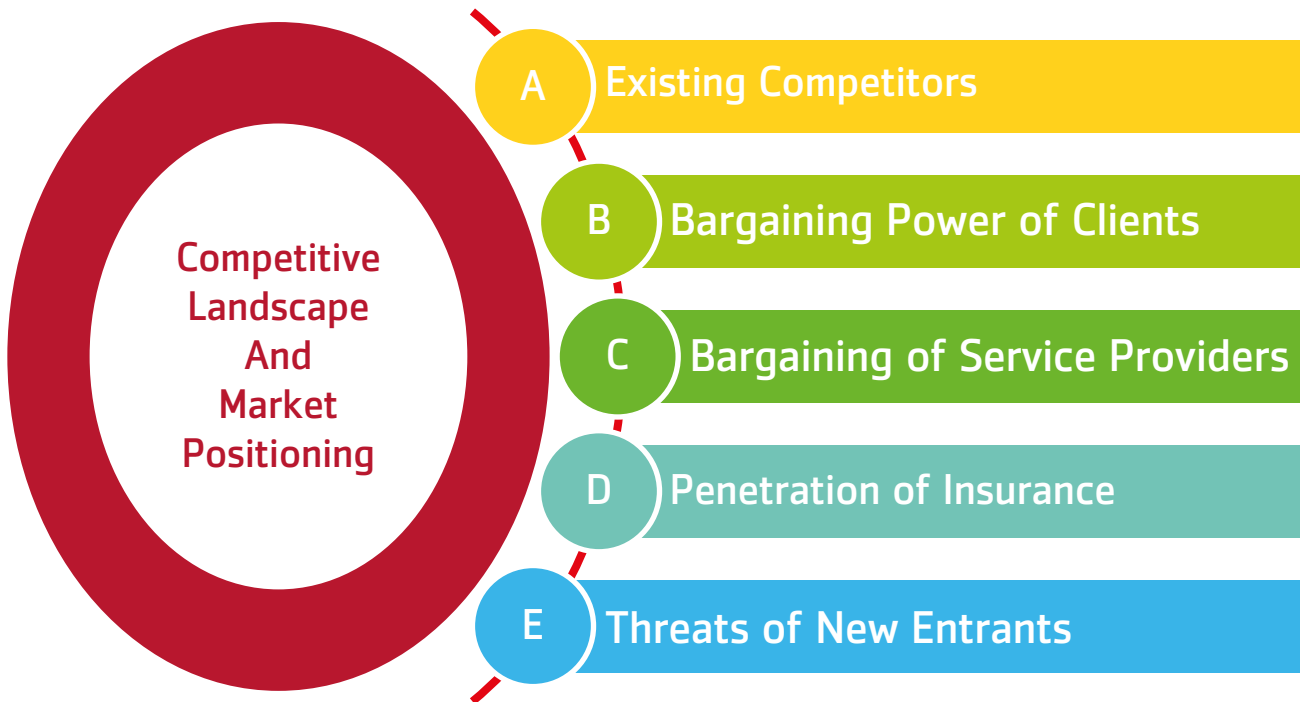 Competitive
Landscape
And
Market
Positioning
A
Existing Competitors
B
Bargaining Power of Clients
C
Bargaining of Service Providers
D
Penetration of Insurance
E
Threats of New Entrants